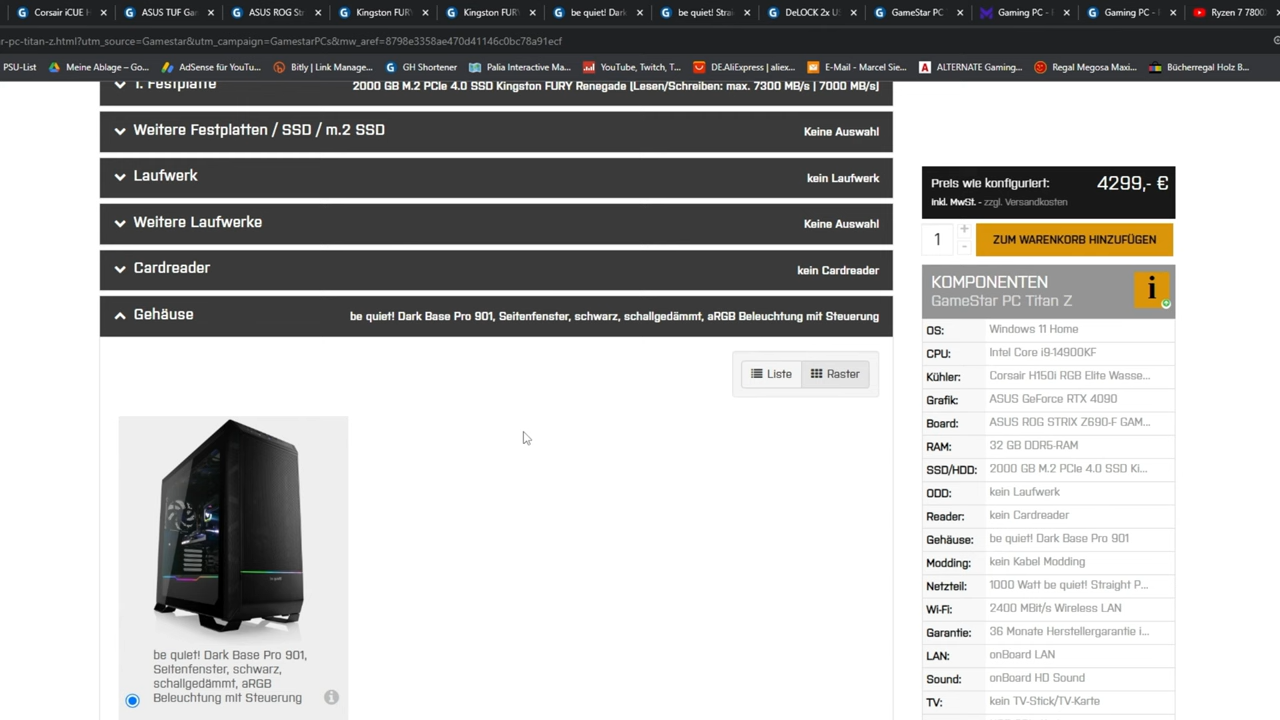 Corsair iCUE H
ASUS TUF Gar
ASUS ROG Str
Kingston FURY
Kingston FURY
be quiet! Dark
be quiet! Strai
DeLOCK 2x U
GameStar PC
Gaming PC -
Gaming PC -
Ryzen 7 7800
r-pc-titan-z.html?utm_source=Gamestar&utm_campaign=GamestarPCs&mw_aref=8798e3358ae470d41146c0bc78a91ecf
PSU-List
Meine Ablage – Go...
AdSense für YouTu...
Bitly | Link Manage...
GH Shortener
Palia Interactive Ma...
YouTube, Twitch, T...
DE.AliExpress | aliex...
E-Mail - Marcel Sie...
ALTERNATE Gaming...
Regal Megosa Maxi...
Bücherregal Holz B...
1. Festplatte
2000 GB M.2 PCIe 4.0 SSD Kingston FURY Renegade (Lesen/Schreiben: max. 7300 MB/s | 7000 MB/s)
Weitere Festplatten / SSD / m.2 SSD
Keine Auswahl
Laufwerk
kein Laufwerk
Weitere Laufwerke
Keine Auswahl
Cardreader
kein Cardreader
Gehäuse
be quiet! Dark Base Pro 901, Seitenfenster, schwarz, schallgedämmt, aRGB Beleuchtung mit Steuerung
Liste
Raster
be quiet! Dark Base Pro 901,
Seitenfenster, schwarz,
schallgedämmt, aRGB
Beleuchtung mit Steuerung
Preis wie konfiguriert:
4299,- €
inkl. MwSt. - zzgl. Versandkosten
1
+
-
ZUM WARENKORB HINZUFÜGEN
KOMPONENTEN
GameStar PC Titan Z
i
OS: Windows 11 Home
CPU: Intel Core i9-14900KF
Kühler: Corsair H150i RGB Elite Wasse...
Grafik: ASUS GeForce RTX 4090
Board: ASUS ROG STRIX Z690-F GAM...
RAM: 32 GB DDR5-RAM
SSD/HDD: 2000 GB M.2 PCIe 4.0 SSD Ki...
ODD: kein Laufwerk
Reader: kein Cardreader
Gehäuse: be quiet! Dark Base Pro 901
Modding: kein Kabel Modding
Netzteil: 1000 Watt be quiet! Straight P...
Wi-Fi: 2400 MBit/s Wireless LAN
Garantie: 36 Monate Herstellergarantie i...
LAN: onBoard LAN
Sound: onBoard HD Sound
TV: kein TV-Stick/TV-Karte